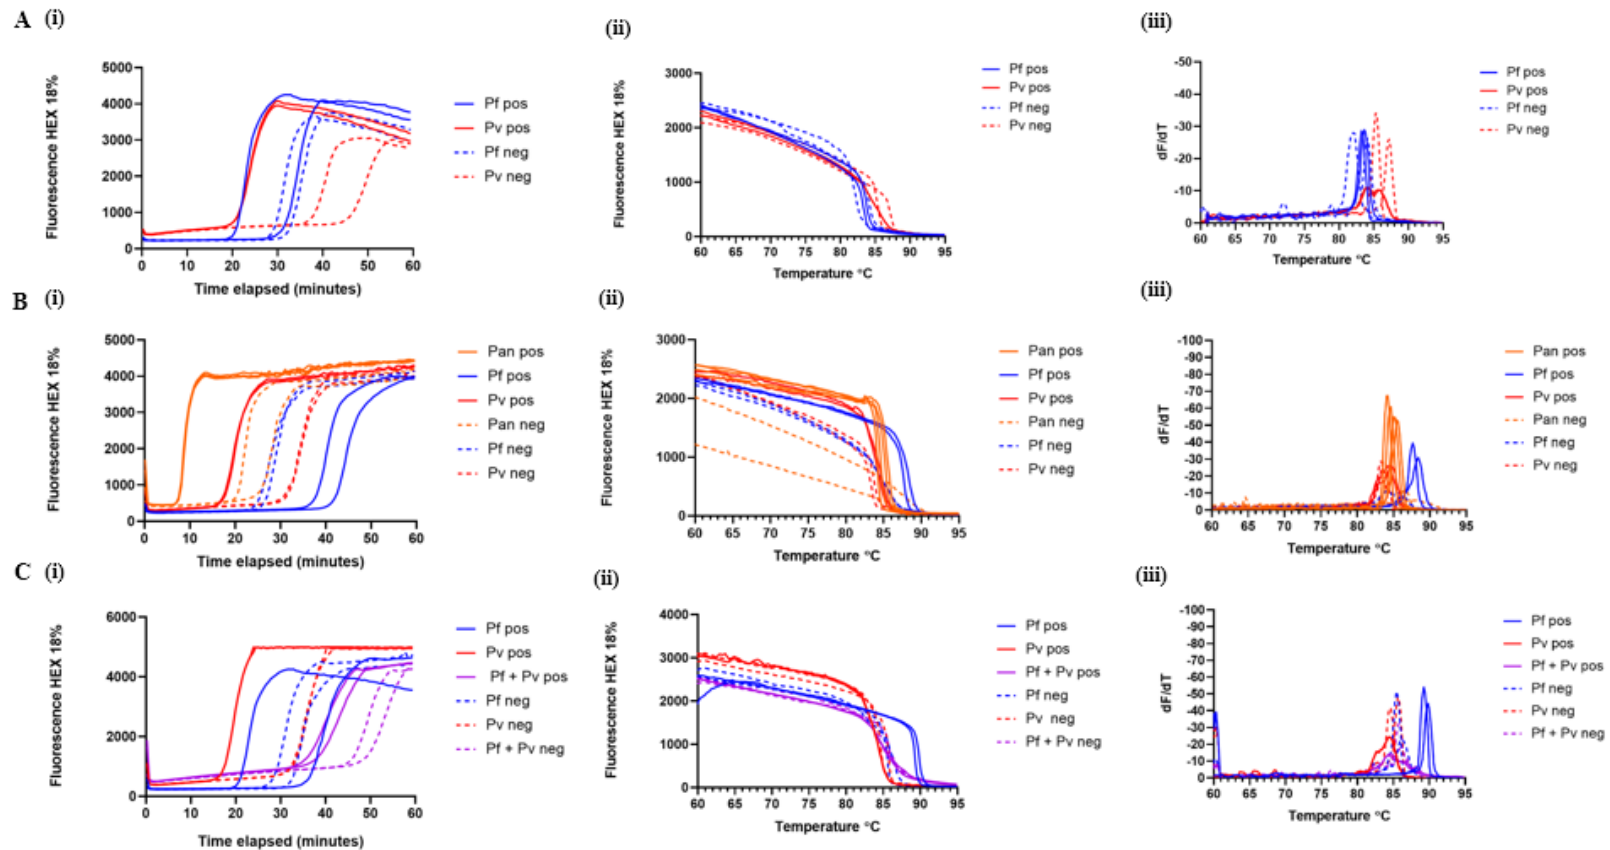 A (i) (ii) (iii)
Fluorescence HEX 18%
5000
4000
3000
2000
1000
0
0 10 20 30 40 50 60
Time elapsed (minutes)
Pf pos
Pv pos
Pf neg
Pv neg
Fluorescence HEX 18%
3000
2000
1000
0
60 65 70 75 80 85 90 95
Temperature °C
Pf pos
Pv pos
Pf neg
Pv neg
dF/dT
-50
-40
-30
-20
-10
0
60 65 70 75 80 85 90 95
Temperature °C
Pf pos
Pv pos
Pf neg
Pv neg
B (i) (ii) (iii)
Fluorescence HEX 18%
5000
4000
3000
2000
1000
0
0 10 20 30 40 50 60
Time elapsed (minutes)
Pan pos
Pf pos
Pv pos
Pan neg
Pf neg
Pv neg
Fluorescence HEX 18%
3000
2000
1000
0
60 65 70 75 80 85 90 95
Temperature °C
Pan pos
Pf pos
Pv pos
Pan neg
Pf neg
Pv neg
dF/dT
-100
-90
-80
-70
-60
-50
-40
-30
-20
-10
0
60 65 70 75 80 85 90 95
Temperature °C
Pan pos
Pf pos
Pv pos
Pan neg
Pf neg
Pv neg
C (i) (ii) (iii)
Fluorescence HEX 18%
6000
4000
2000
0
0 10 20 30 40 50 60
Time elapsed (minutes)
Pf pos
Pv pos
Pf + Pv pos
Pf neg
Pv neg
Pf + Pv neg
Fluorescence HEX 18%
4000
3000
2000
1000
0
60 65 70 75 80 85 90 95
Temperature °C
Pf pos
Pv pos
Pf + Pv pos
Pf neg
Pv neg
Pf + Pv neg
dF/dT
-100
-90
-80
-70
-60
-50
-40
-30
-20
-10
0
60 65 70 75 80 85 90 95
Temperature °C
Pf pos
Pv pos
Pf + Pv pos
Pf neg
Pv neg
Pf + Pv neg